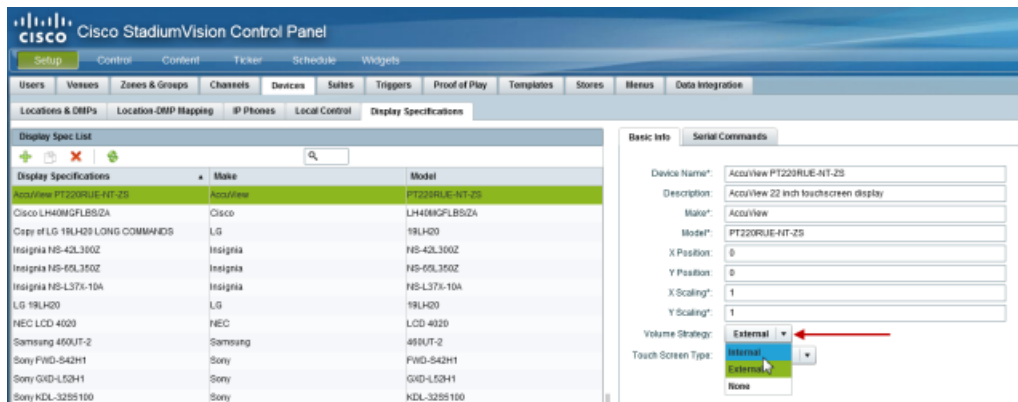 CISCO Cisco StadiumVision Control Panel
Setup Control Content Ticker Schedule Widgets
Users Venues Zones & Groups Channels Devices Suites Triggers Proof of Play Templates Stores Menus Data Integration
Locations & DMPs Location-DMP Mapping IP Phones Local Control Display Specifications
Display Spec List
Display Specifications Make Model
AccuView PT220RUE-NT-ZS AccuView PT220RUE-NT-ZS
Cisco LH40MGFLBS/ZA Cisco LH40MGFLBS/ZA
Copy of LG 19LH20 LONG COMMANDS LG 19LH20
Insignia NS-42L300Z Insignia NS-42L300Z
Insignia NS-65L350Z Insignia NS-65L350Z
Insignia NS-L37X-10A Insignia NS-L37X-10A
LG 19LH20 LG 19LH20
NEC LCD 4020 NEC LCD 4020
Samsung 460UT-2 Samsung 460UT-2
Sony FWD-S42H1 Sony FWD-S42H1
Sony GXD-L52H1 Sony GXD-L52H1
Sony KDL-32S5100 Sony KDL-32S5100
Basic Info Serial Commands
Device Name*: AccuView PT220RUE-NT-ZS
Description: AccuView 22 inch touchscreen display
Make*: AccuView
Model*: PT220RUE-NT-ZS
X Position: 0
Y Position: 0
X Scaling*: 1
Y Scaling*: 1
Volume Strategy: External
Touch Screen Type:
Internal
External
None